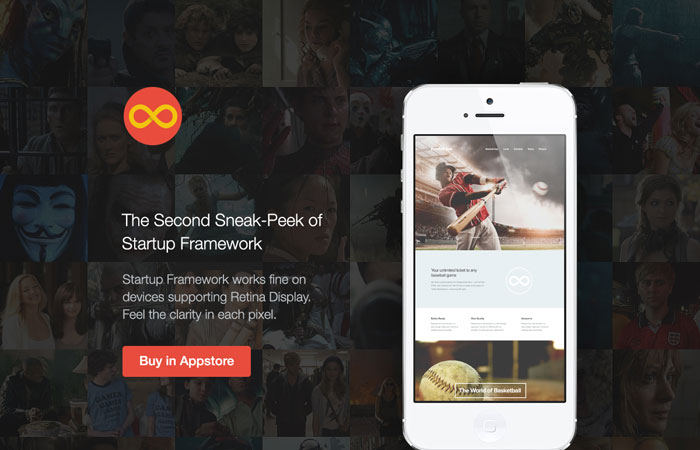 The Second Sneak-Peek of
Startup Framework
Startup Framework works fine on
devices supporting Retina Display.
Feel the clarity in each pixel.
Buy in Appstore
Your unlimited ticket to any
baseball game
The World of Basketball